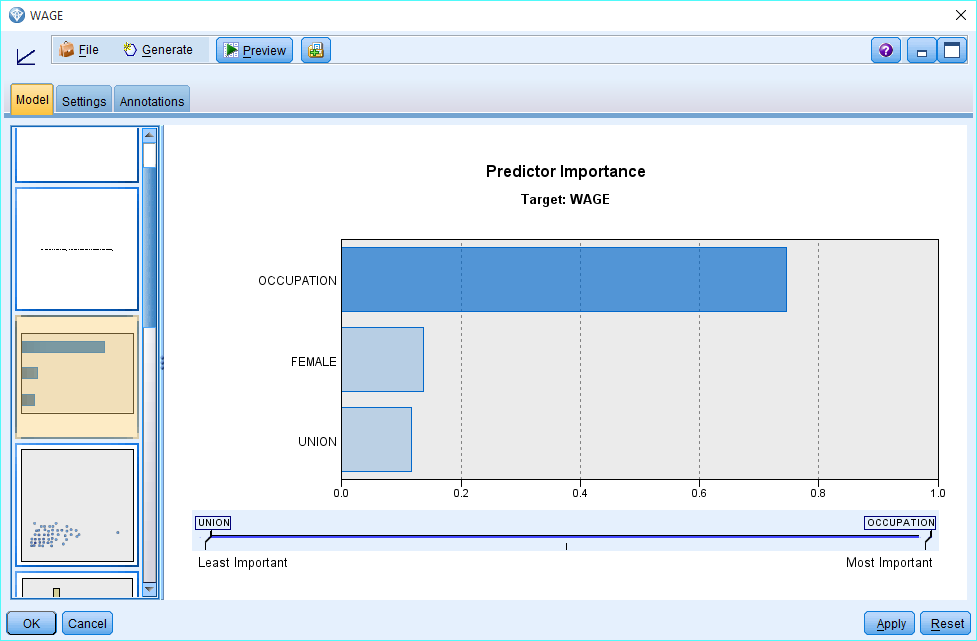 WAGE
File Generate Preview
Model Settings Annotations
Predictor Importance
Target: WAGE
OCCUPATION
FEMALE
UNION
0.0 0.2 0.4 0.6 0.8 1.0
UNION OCCUPATION
Least Important Most Important
OK Cancel Apply Reset